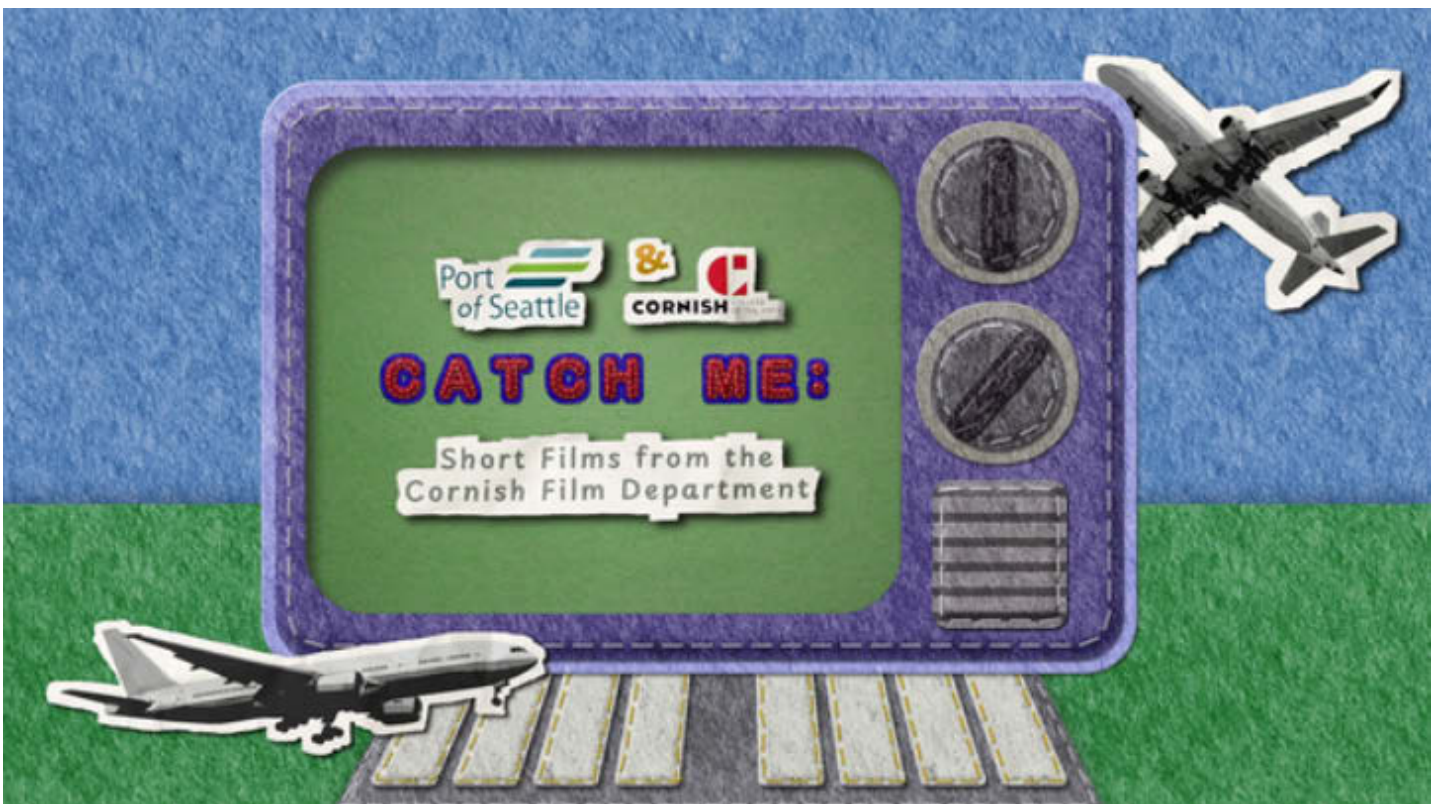 Port
of Seattle
&
CORNISH
CATCH ME:
Short Films from the
Cornish Film Department